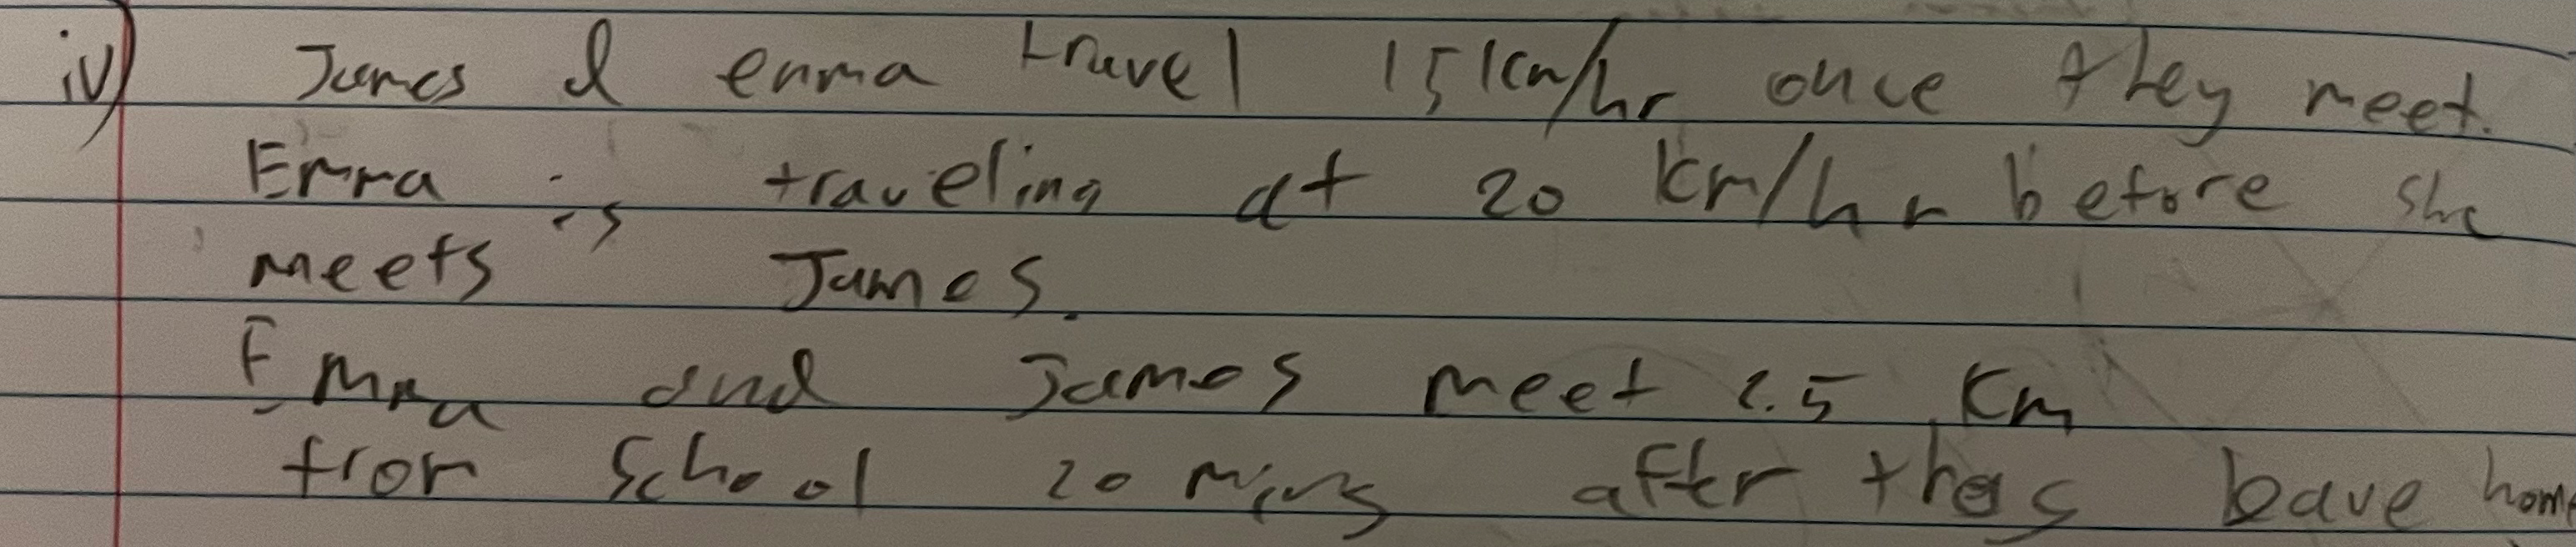 iv) James & enma travel 15km/hr once they meet.
Emma is traveling at 20 km/hr before she
meets James.
Emma and James meet 2.5 Km
from School 20 mins after they leave home